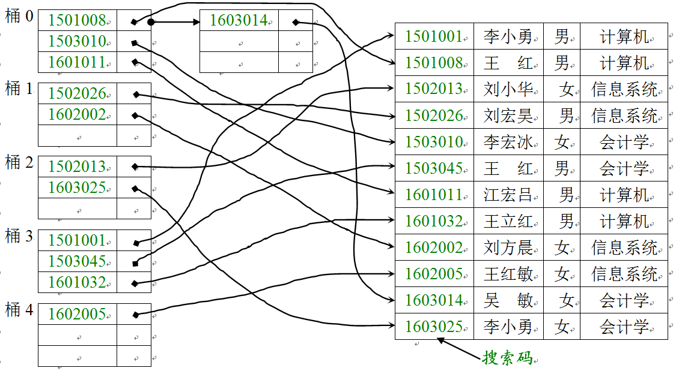 桶 0
1501008
1503010
1601011
1603014
桶 1
1502026
1602002
桶 2
1502013
1603025
桶 3
1501001
1503045
1601032
桶 4
1602005
1501001 李小勇 男 计算机
1501008 王 红 男 计算机
1502013 刘小华 女 信息系统
1502026 刘宏昊 男 信息系统
1503010 李宏冰 女 会计学
1503045 王 红 男 会计学
1601011 江宏吕 男 计算机
1601032 王立红 男 计算机
1602002 刘方晨 女 信息系统
1602005 王红敏 女 信息系统
1603014 吴 敏 女 会计学
1603025 李小勇 女 会计学
搜索码